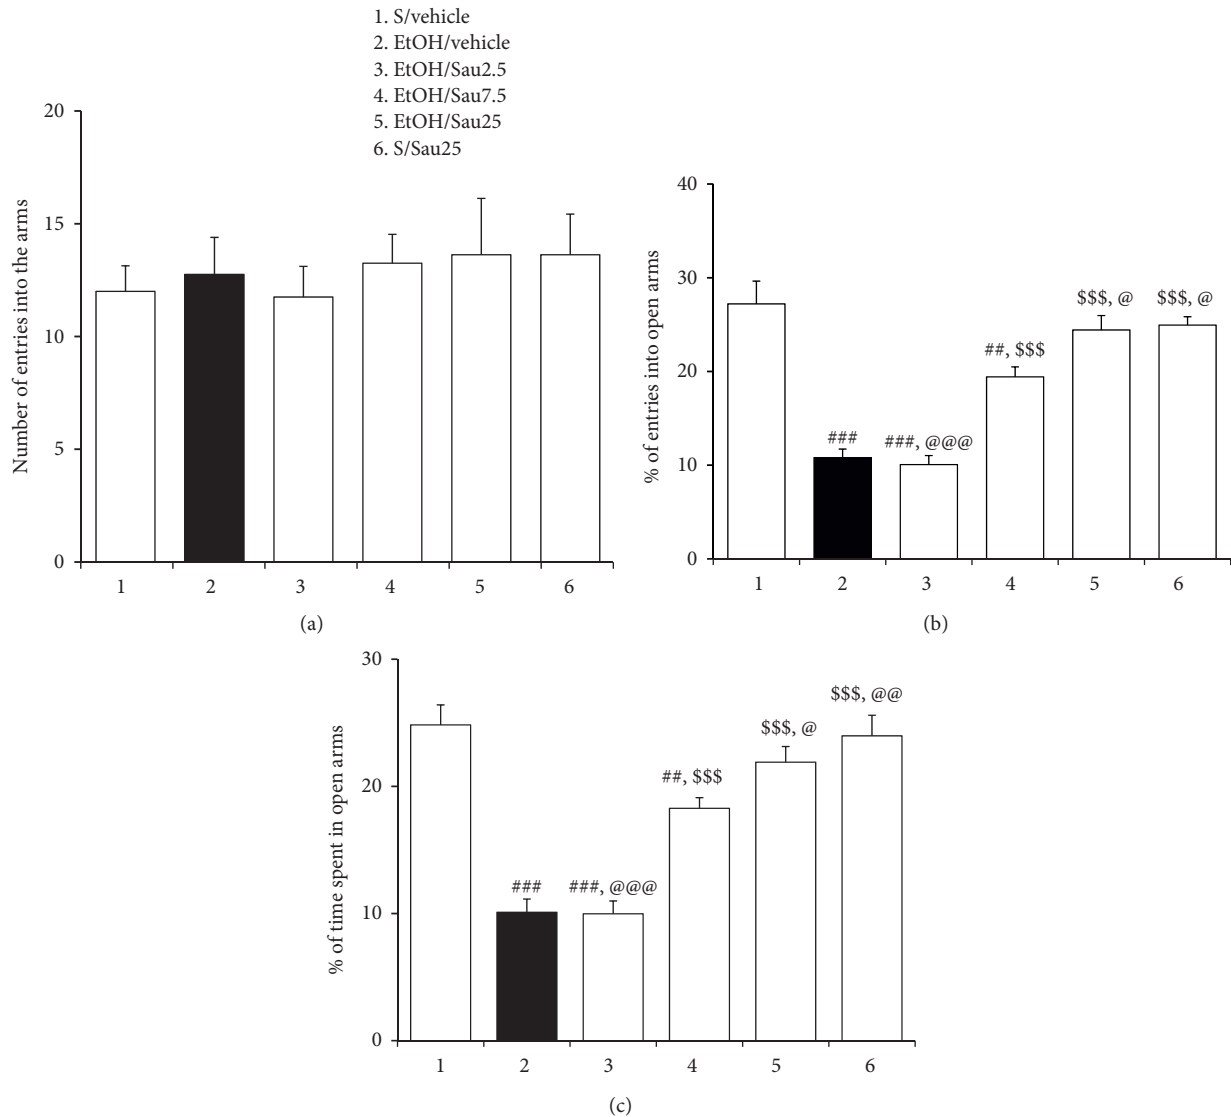 1. S/vehicle
2. EtOH/vehicle
3. EtOH/Sau2.5
4. EtOH/Sau7.5
5. EtOH/Sau25
6. S/Sau25
Number of entries into the arms
20
15
10
5
0
1 2 3 4 5 6
(a)
% of entries into open arms
40
30
20
10
0
###
###, @@@
##, $$$
$$$, @
$$$, @
1 2 3 4 5 6
(b)
% of time spent in open arms
30
20
10
0
###
###, @@@
##, $$$
$$$, @
$$$, @@
1 2 3 4 5 6
(c)